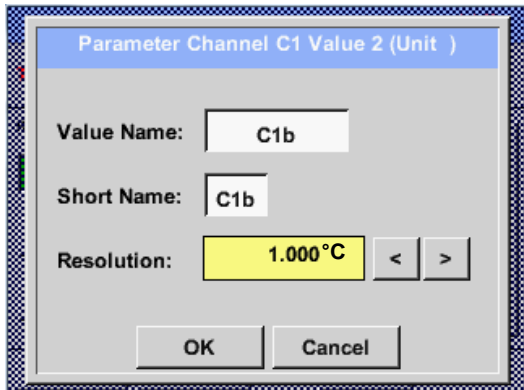 Parameter Channel C1 Value 2 (Unit )
Value Name: C1b
Short Name: C1b
Resolution: 1.000°C < >
OK Cancel